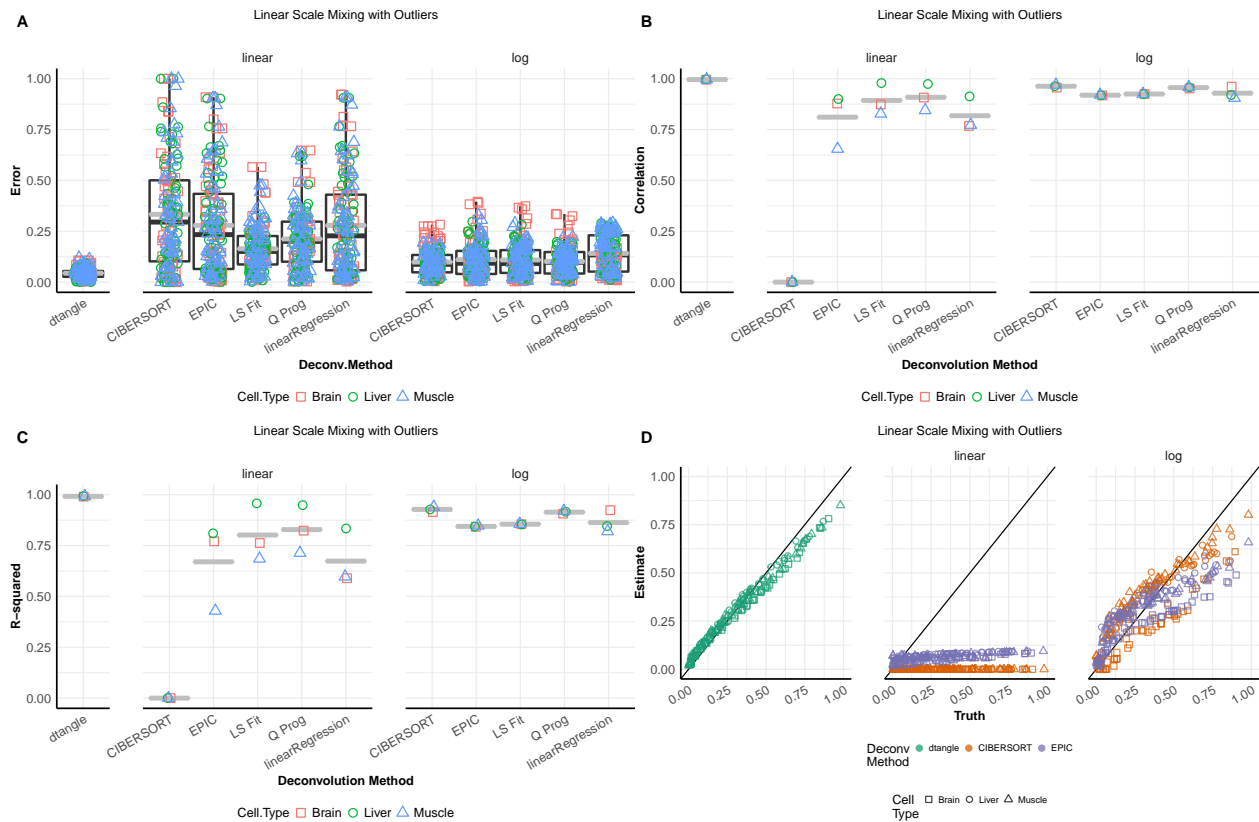 A
Linear Scale Mixing with Outliers
linear
log
Error
1.00
0.75
0.50
0.25
0.00
dtangle
CIBERSORT
EPIC
LS Fit
Q Prog
linearRegression
CIBERSORT
EPIC
LS Fit
Q Prog
linearRegression
Deconv.Method
Cell.Type Brain Liver Muscle
B
Linear Scale Mixing with Outliers
linear
log
Correlation
1.00
0.75
0.50
0.25
0.00
dtangle
CIBERSORT
EPIC
LS Fit
Q Prog
linearRegression
CIBERSORT
EPIC
LS Fit
Q Prog
linearRegression
Deconvolution Method
Cell.Type Brain Liver Muscle
C
Linear Scale Mixing with Outliers
linear
log
R−squared
1.00
0.75
0.50
0.25
0.00
dtangle
CIBERSORT
EPIC
LS Fit
Q Prog
linearRegression
CIBERSORT
EPIC
LS Fit
Q Prog
linearRegression
Deconvolution Method
Cell.Type Brain Liver Muscle
D
Linear Scale Mixing with Outliers
linear
log
Estimate
1.00
0.75
0.50
0.25
0.00
0.00 0.25 0.50 0.75 1.00
0.00 0.25 0.50 0.75 1.00
0.00 0.25 0.50 0.75 1.00
Truth
Deconv
Method
dtangle CIBERSORT EPIC
Cell
Type
Brain Liver Muscle